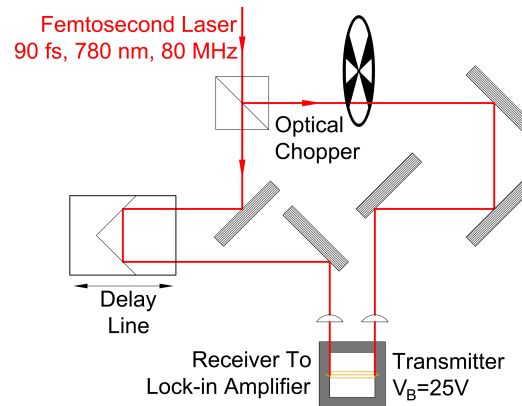 Femtosecond Laser
90 fs, 780 nm, 80 MHz
Optical
Chopper
Delay
Line
Receiver To
Lock-in Amplifier
Transmitter
V_B=25V